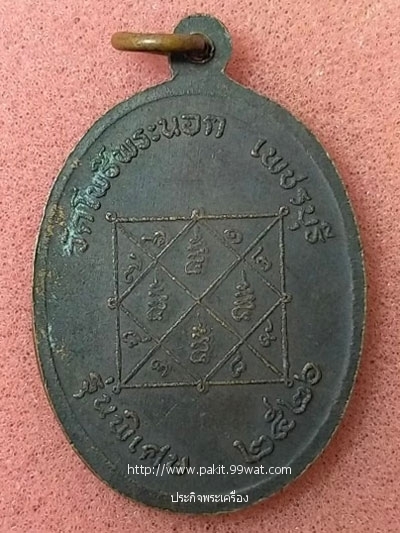 วัดโพธิ์พระนอก เพชรบุรี
รุ่นพิเศษ ๒๕๒๖
http://www.pakit.99wat.com
ประกิจพระเครื่อง